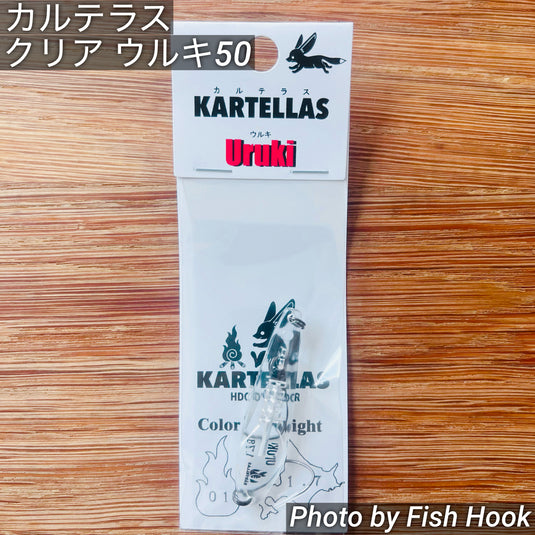 カルテラス
クリア ウルキ50
カルテラス
KARTELLAS
ウルキ
Uruki
KARTELLAS
Color
Photo by Fish Hook